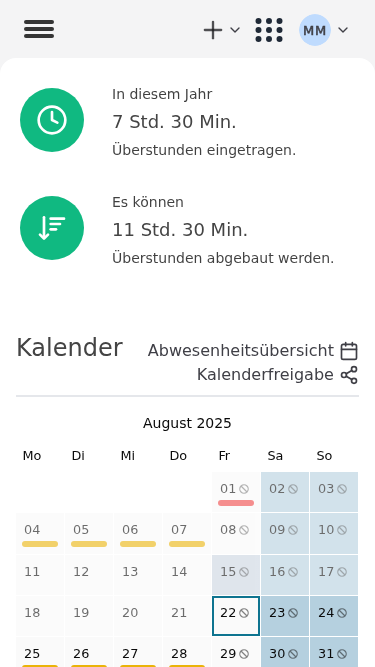 MM
In diesem Jahr
7 Std. 30 Min.
Überstunden eingetragen.
Es können
11 Std. 30 Min.
Überstunden abgebaut werden.
Kalender
Abwesenheitsübersicht
Kalenderfreigabe
August 2025
Mo Di Mi Do Fr Sa So
01 02 03
04 05 06 07 08 09 10
11 12 13 14 15 16 17
18 19 20 21 22 23 24
25 26 27 28 29 30 31